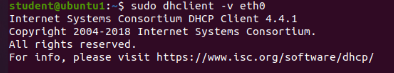 student@ubuntu1:~$ sudo dhclient -v eth0
Internet Systems Consortium DHCP Client 4.4.1
Copyright 2004-2018 Internet Systems Consortium.
All rights reserved.
For info, please visit https://www.isc.org/software/dhcp/